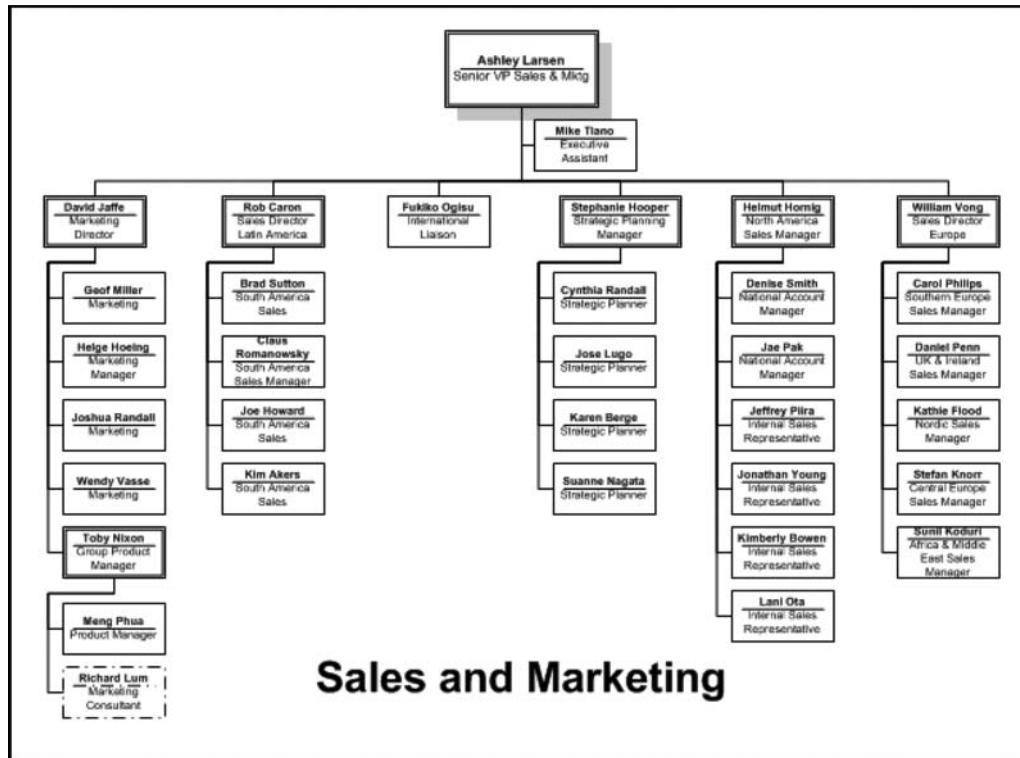 Ashley Larsen
Senior VP Sales & Mktg
Mike Tiano
Executive
Assistant
David Jaffe
Marketing
Director
Rob Caron
Sales Director
Latin America
Fukiko Ogisu
International
Liaison
Stephanie Hooper
Strategic Planning
Manager
Helmut Hornig
North America
Sales Manager
William Vong
Sales Director
Europe
Geof Miller
Marketing
Helge Hoeing
Marketing
Manager
Joshua Randall
Marketing
Wendy Vasse
Marketing
Toby Nixon
Group Product
Manager
Meng Phua
Product Manager
Richard Lum
Marketing
Consultant
Brad Sutton
South America
Sales
Claus
Romanowsky
South America
Sales Manager
Joe Howard
South America
Sales
Kim Akers
South America
Sales
Cynthia Randall
Strategic Planner
Jose Lugo
Strategic Planner
Karen Berge
Strategic Planner
Suanne Nagata
Strategic Planner
Denise Smith
National Account
Manager
Jae Pak
National Account
Manager
Jeffrey Pira
Internal Sales
Representative
Jonathan Young
Internal Sales
Representative
Kimberly Bowen
Internal Sales
Representative
Lani Ota
Internal Sales
Representative
Carol Philips
Southern Europe
Sales Manager
Daniel Penn
UK & Ireland
Sales Manager
Kathie Flood
Nordic Sales
Manager
Stefan Knorr
Central Europe
Sales Manager
Sunil Koduri
Africa & Middle
East Sales
Manager
Sales and Marketing